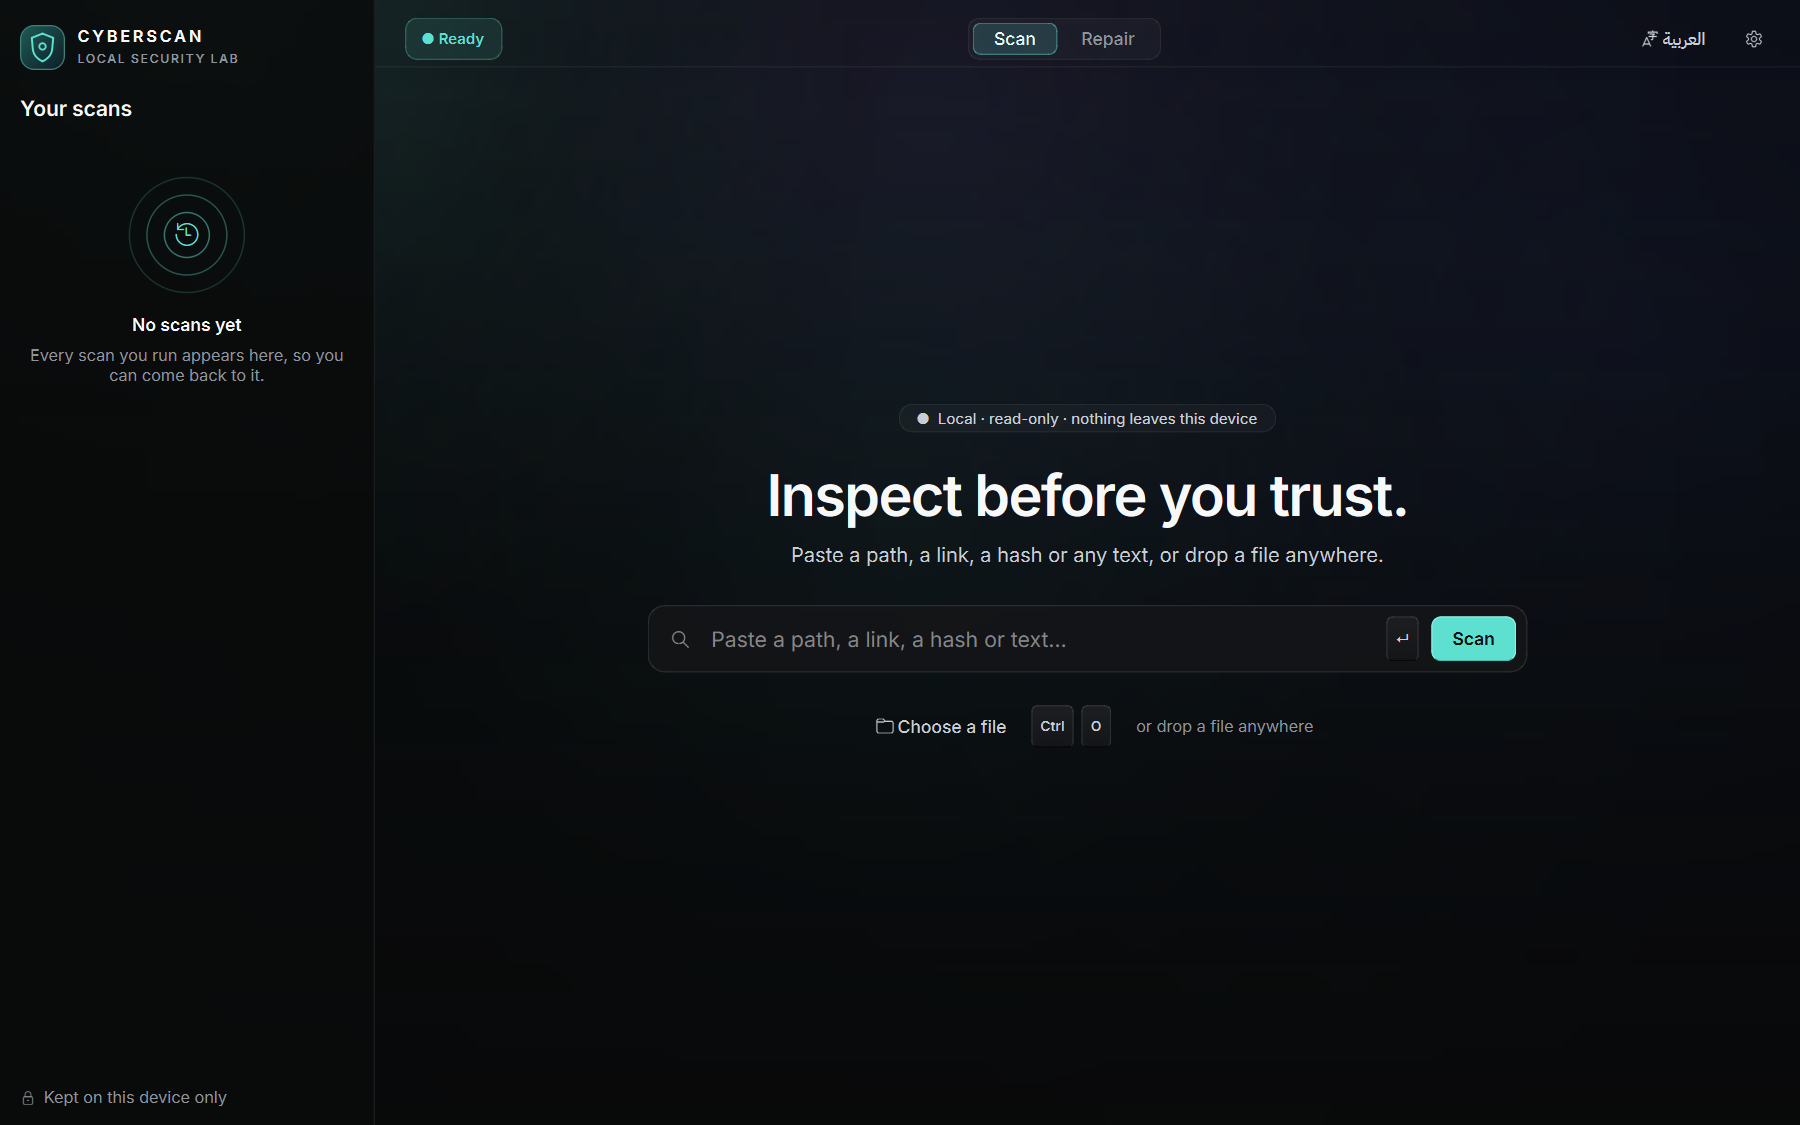 CYBERSCAN
LOCAL SECURITY LAB
Your scans
No scans yet
Every scan you run appears here, so you
can come back to it.
Kept on this device only
Ready
Scan
Repair
العربية
Local · read-only · nothing leaves this device
Inspect before you trust.
Paste a path, a link, a hash or any text, or drop a file anywhere.
Paste a path, a link, a hash or text...
↵
Scan
Choose a file
Ctrl
O
or drop a file anywhere